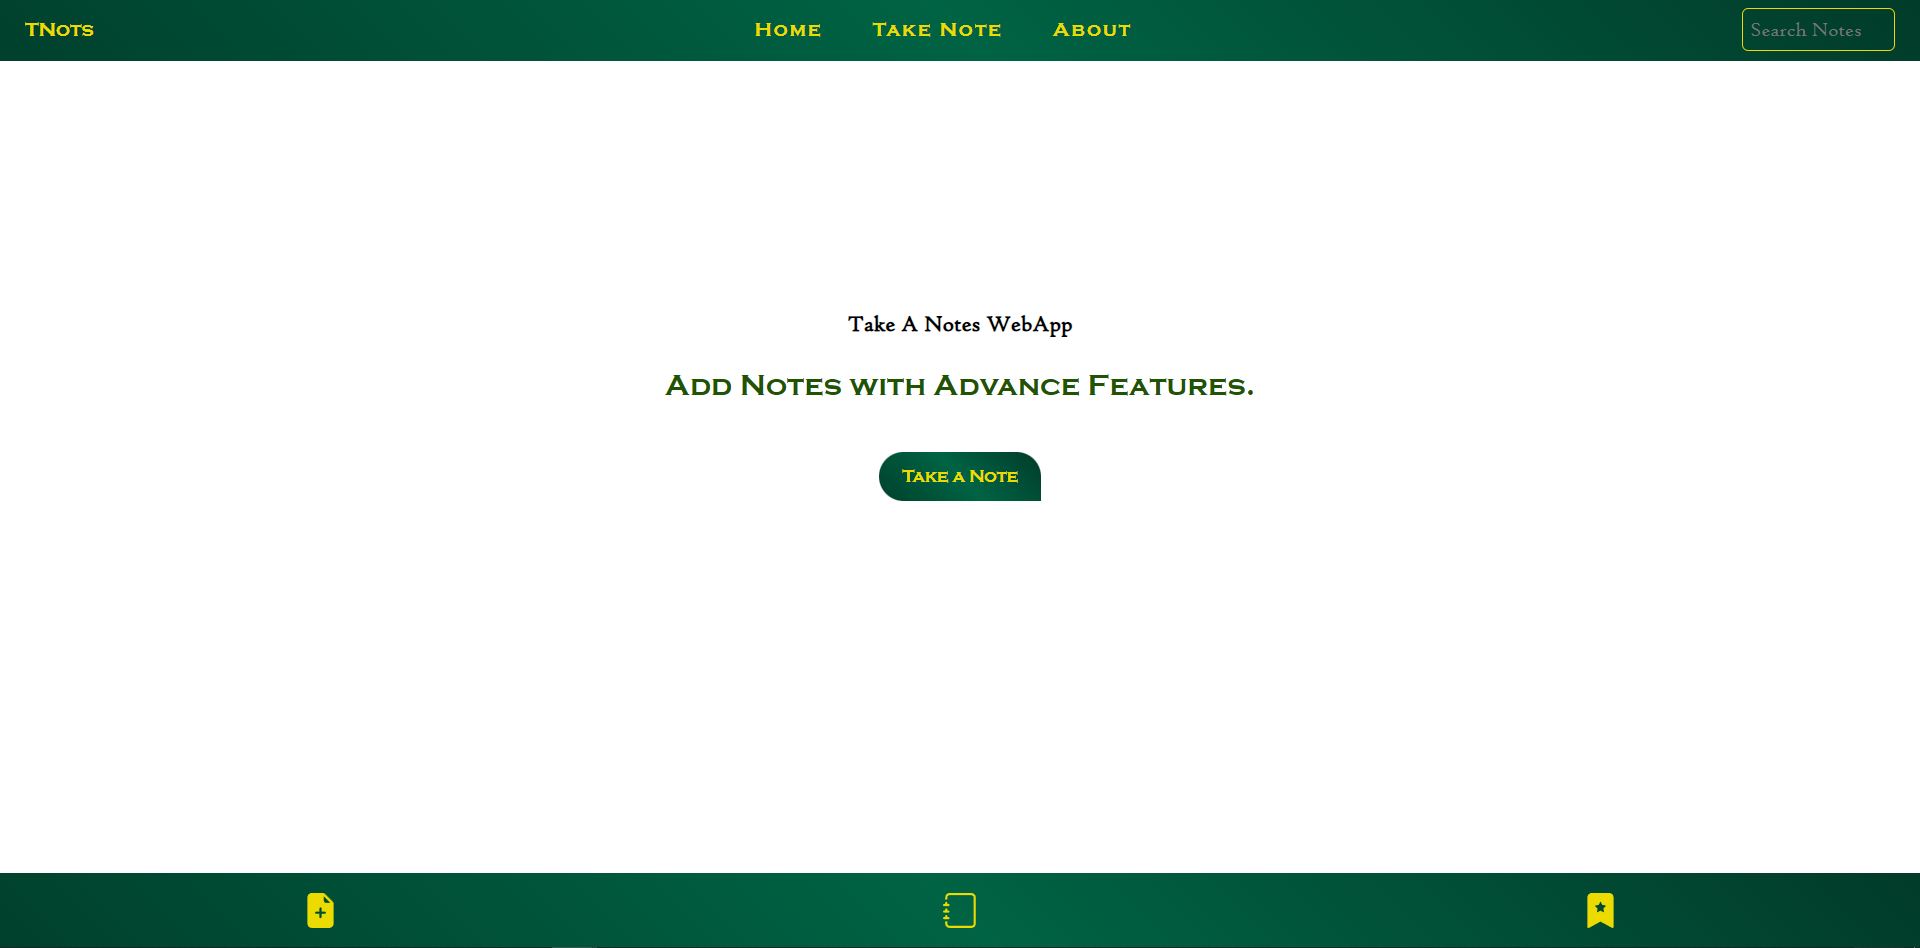 TNots
Home Take Note About
Search Notes
Take A Notes WebApp
Add Notes with Advance Features.
Take a Note